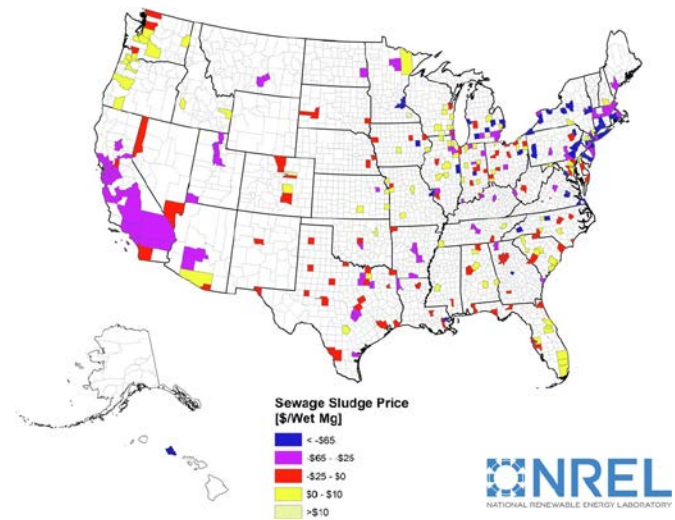 Sewage Sludge Price
[$/Wet Mg]
< -$65
-$65 - -$25
-$25 - $0
$0 - $10
>$10
NREL
NATIONAL RENEWABLE ENERGY LABORATORY